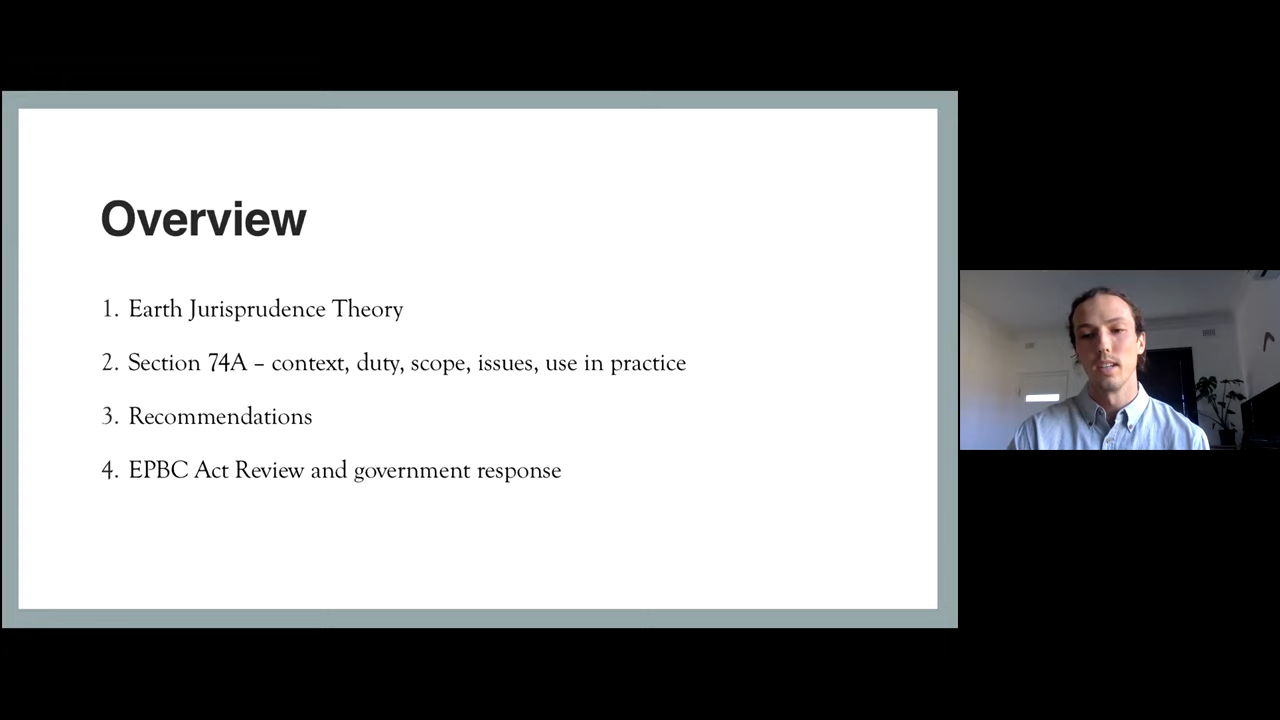 Overview
1. Earth Jurisprudence Theory
2. Section 74A – context, duty, scope, issues, use in practice
3. Recommendations
4. EPBC Act Review and government response